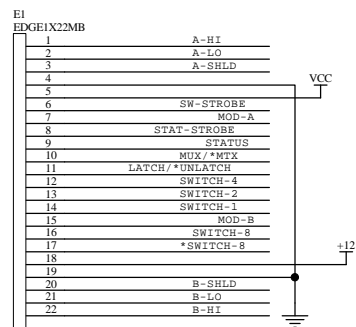 E1
EDGE1X22MB
1 A-HI
2 A-LO
3 A-SHLD
4
VCC
5
6 SW-STROBE
7 MOD-A
8 STAT-STROBE
9 STATUS
10 MUX/*MTX
11 LATCH/*UNLATCH
12 SWITCH-4
13 SWITCH-2
14 SWITCH-1
15 MOD-B
16 SWITCH-8
17 *SWITCH-8
+12
18
19
20 B-SHLD
21 B-LO
22 B-HI